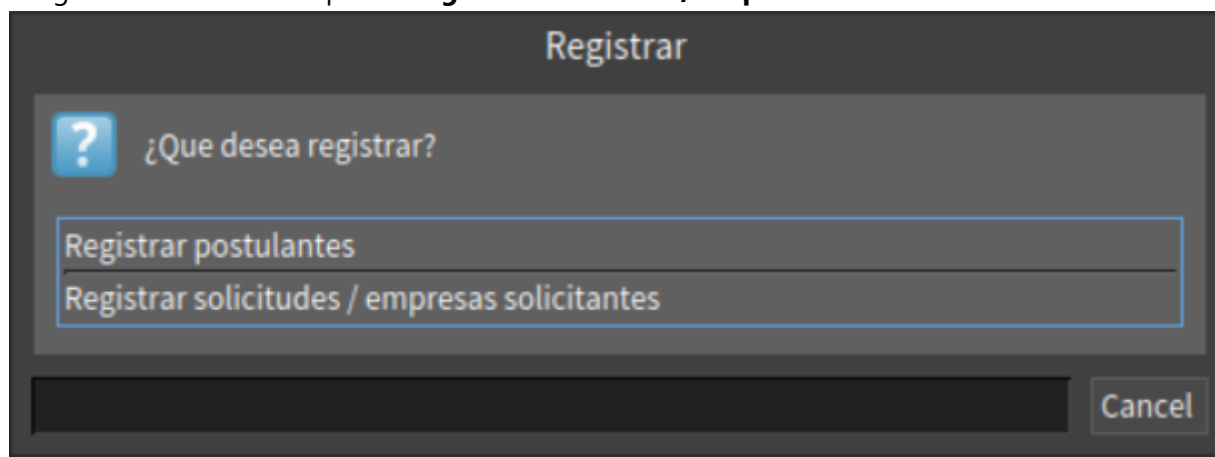 Registrar
¿Que desea registrar?
Registrar postulantes
Registrar solicitudes / empresas solicitantes
Cancel